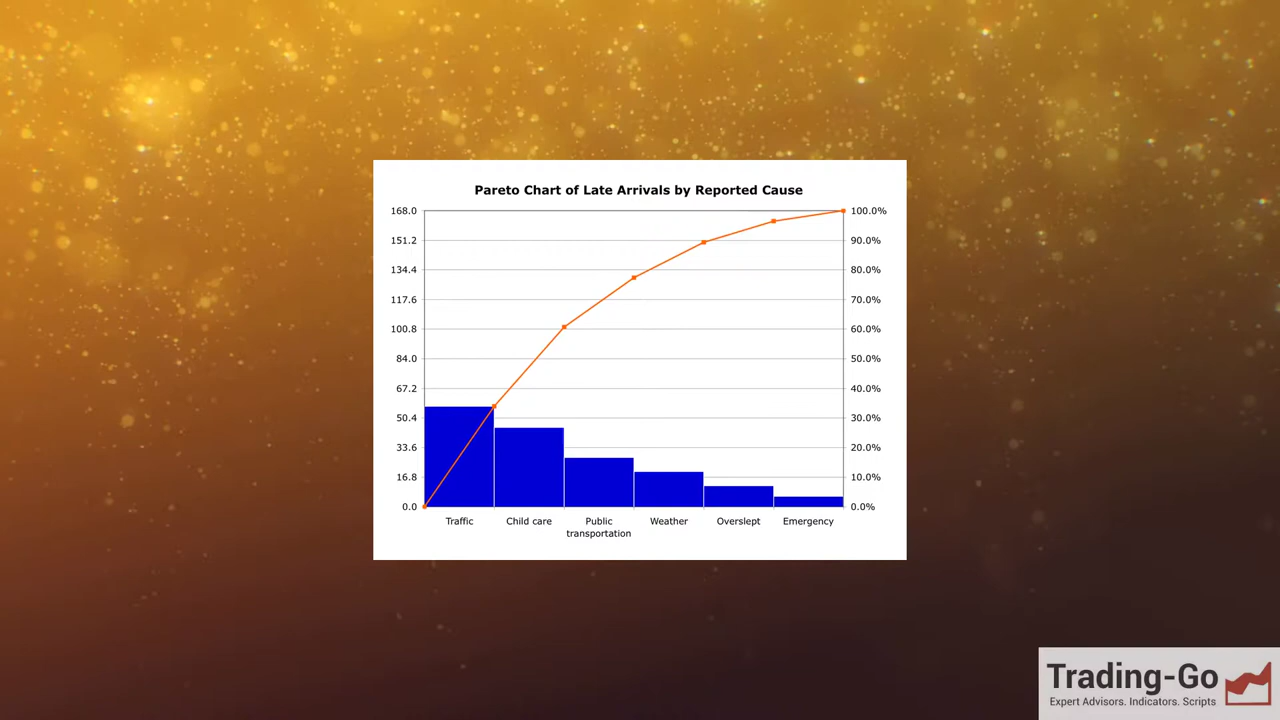 Pareto Chart of Late Arrivals by Reported Cause
168.0
151.2
134.4
117.6
100.8
84.0
67.2
50.4
33.6
16.8
0.0
100.0%
90.0%
80.0%
70.0%
60.0%
50.0%
40.0%
30.0%
20.0%
10.0%
0.0%
Traffic
Child care
Public
transportation
Weather
Overslept
Emergency
Trading-Go
Expert Advisors. Indicators. Scripts